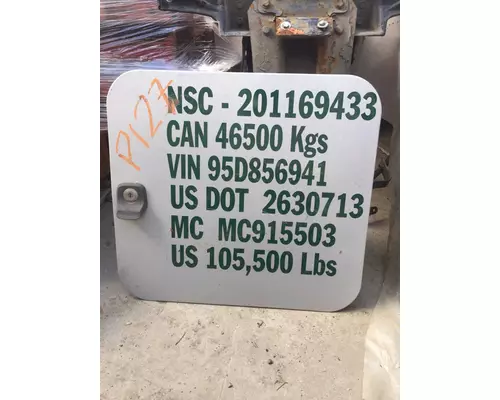 P127
NSC - 201169433
CAN 46500 Kgs
VIN 95D856941
US DOT 2630713
MC MC915503
US 105,500 Lbs